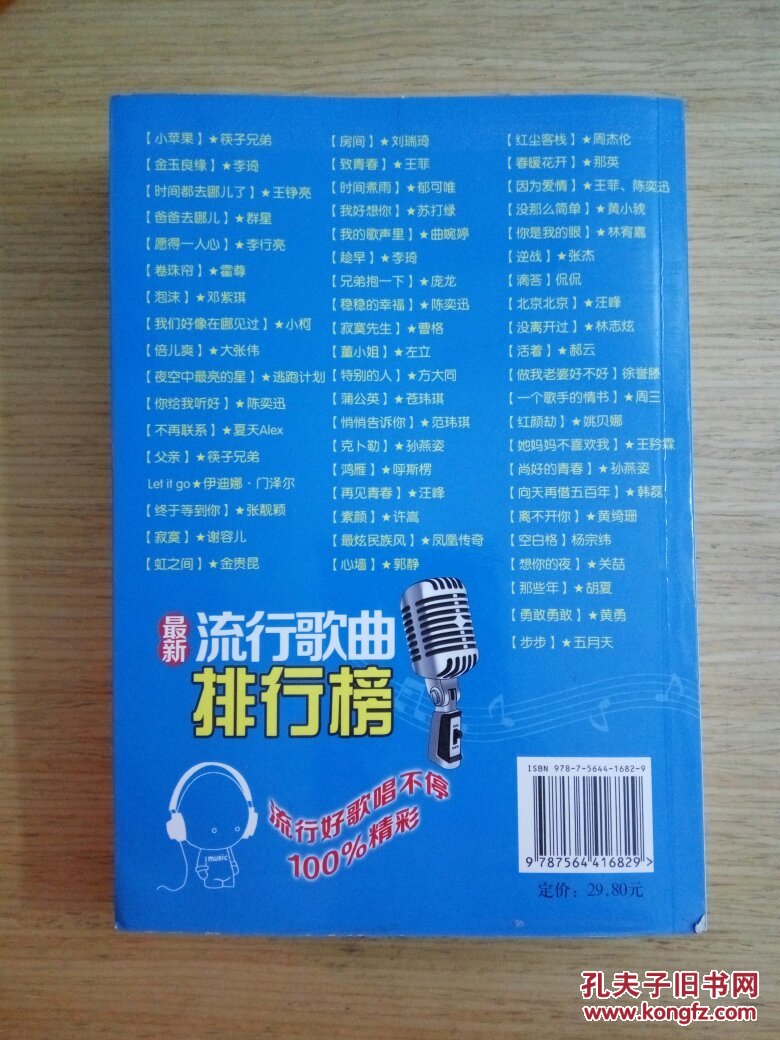 【小苹果】★筷子兄弟
【金玉良缘】★李琦
【时间都去哪儿了】★王铮亮
【爸爸去哪儿】★群星
【愿得一人心】★李行亮
【卷珠帘】★霍尊
【泡沫】★邓紫琪
【我们好像在哪见过】★小柯
【倍儿爽】★大张伟
【夜空中最亮的星】★逃跑计划
【你给我听好】★陈奕迅
【不再联系】★夏天Alex
【父亲】★筷子兄弟
Let it go★伊迪娜·门泽尔
【终于等到你】★张靓颖
【寂寞】★谢容儿
【虹之间】★金贵昆
【房间】★刘瑞琦
【致青春】★王菲
【时间煮雨】★郁可唯
【我好想你】★苏打绿
【我的歌声里】★曲婉婷
【趁早】★李琦
【兄弟抱一下】★庞龙
【稳稳的幸福】★陈奕迅
【寂寞先生】★曹格
【董小姐】★左立
【特别的人】★方大同
【蒲公英】★苍玮琪
【悄悄告诉你】★范玮琪
【克卜勒】★孙燕姿
【鸿雁】★呼斯楞
【再见青春】★汪峰
【素颜】★许嵩
【最炫民族风】★凤凰传奇
【心墙】★郭静
【红尘客栈】★周杰伦
【春暖花开】★那英
【因为爱情】★王菲、陈奕迅
【没那么简单】★黄小琥
【你是我的眼】★林宥嘉
【逆战】★张杰
【滴答】侃侃
【北京北京】★汪峰
【没离开过】★林志炫
【活着】★郝云
【做我老婆好不好】徐誉滕
【一个歌手的情书】★周三
【红颜劫】★姚贝娜
【她妈妈不喜欢我】★王矜霖
【尚好的青春】★孙燕姿
【向天再借五百年】★韩磊
【离不开你】★黄绮珊
【空白格】杨宗纬
【想你的夜】★关喆
【那些年】★胡夏
【勇敢勇敢】★黄勇
【步步】★五月天
最新
流行歌曲
排行榜
流行好歌唱不停
100%精彩
music
ISBN 978-7-5644-1682-9
9 787564 416829 >
定价：29.80元
孔夫子旧书网
www.kongfz.com